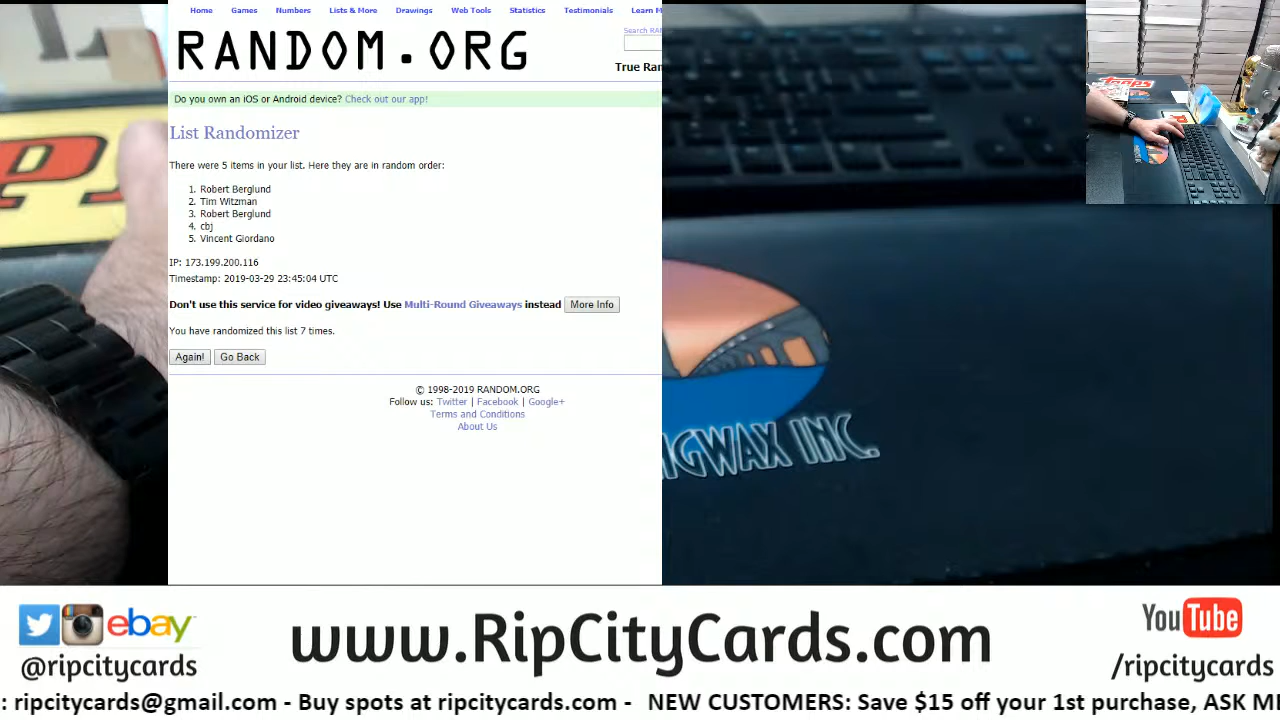 Home Games Numbers Lists & More Drawings Web Tools Statistics Testimonials Learn M
RANDOM.ORG
Search RA
True Ran
Do you own an iOS or Android device? Check out our app!
List Randomizer
There were 5 items in your list. Here they are in random order:
1. Robert Berglund
2. Tim Witzman
3. Robert Berglund
4. cbj
5. Vincent Giordano
IP: 173.199.200.116
Timestamp: 2019-03-29 23:45:04 UTC
Don't use this service for video giveaways! Use Multi-Round Giveaways instead More Info
You have randomized this list 7 times.
Again! Go Back
© 1998-2019 RANDOM.ORG
Follow us: Twitter | Facebook | Google+
Terms and Conditions
About Us
GWAX INC.
topps
ebay
@ripcitycards
www.RipCityCards.com
YouTube
/ripcitycards
: ripcitycards@gmail.com - Buy spots at ripcitycards.com - NEW CUSTOMERS: Save $15 off your 1st purchase, ASK M